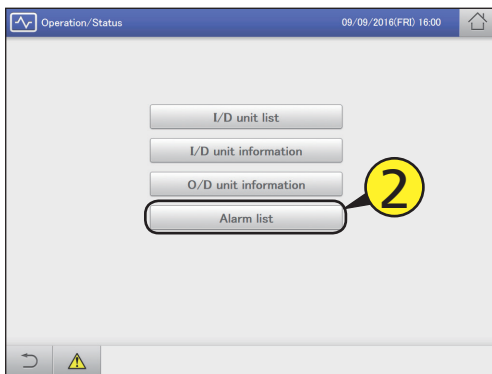 Operation/Status 09/09/2016(FRI) 16:00
I/D unit list
I/D unit information
O/D unit information
Alarm list
2